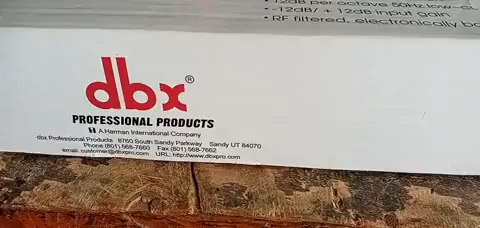 • 12dB per octave 50Hz low-c
• -12dB/ + 12dB input gain
• RF filtered, electronically ba
dbx®
PROFESSIONAL PRODUCTS
A Harman International Company
dbx Professional Products 8760 South Sandy Parkway Sandy UT 84070
Phone (801) 568-7660 Fax (801) 568-7662
email: customer@dbxpro.com URL: http://www.dbxpro.com